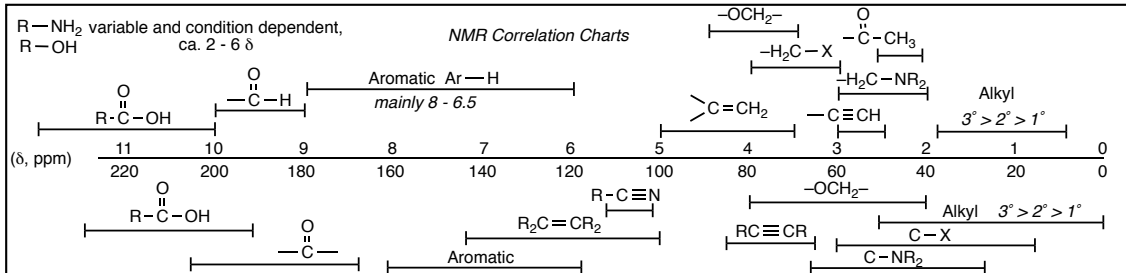 R–NH₂ variable and condition dependent,
R–OH ca. 2 - 6 δ
NMR Correlation Charts
–OCH₂–
O
–C–CH₃
–H₂C–X
O
–C–H
Aromatic Ar–H
mainly 8 - 6.5
–H₂C–NR₂
Alkyl
O
R–C–OH
=CH₂
–C≡CH
3° > 2° > 1°
(δ, ppm)
11 10 9 8 7 6 5 4 3 2 1 0
220 200 180 160 140 120 100 80 60 40 20 0
O
R–C–OH
R–C≡N
–OCH₂–
R₂C=CR₂
Alkyl 3° > 2° > 1°
O
–C–
RC≡CR
C–X
Aromatic
C–NR₂